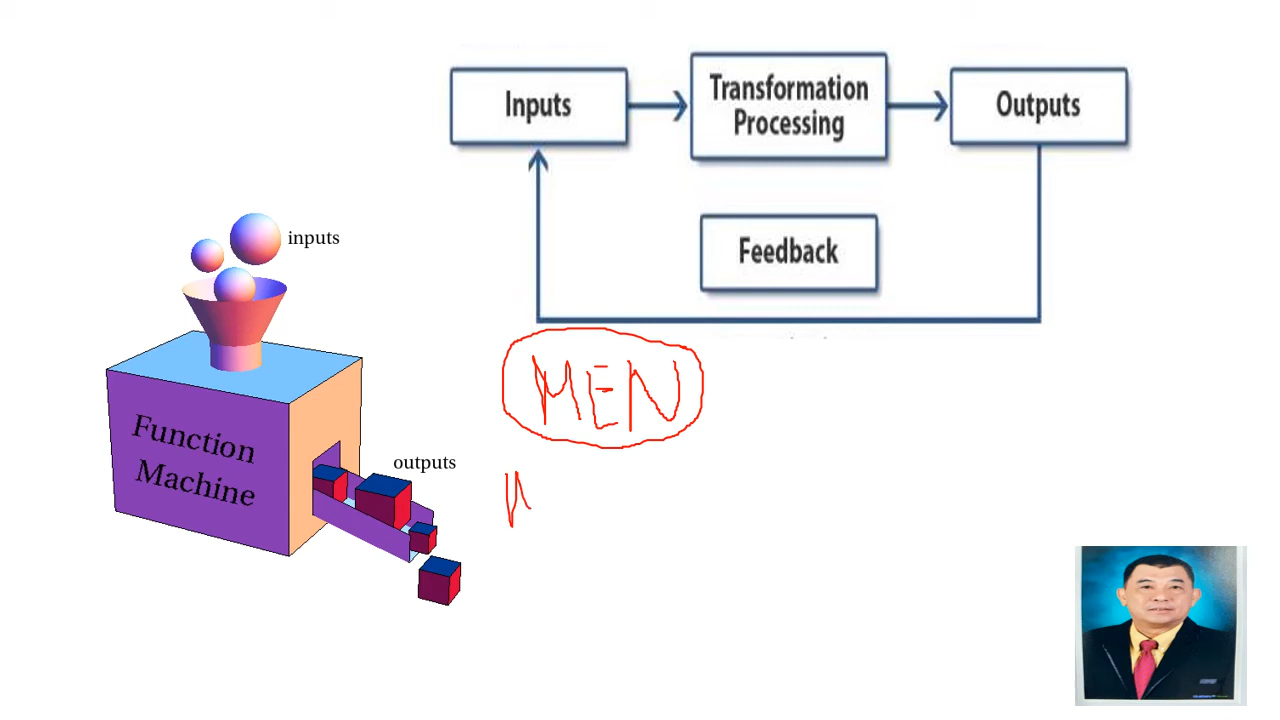 Inputs
Transformation
Processing
Outputs
Feedback
inputs
MEN
Function
Machine
outputs